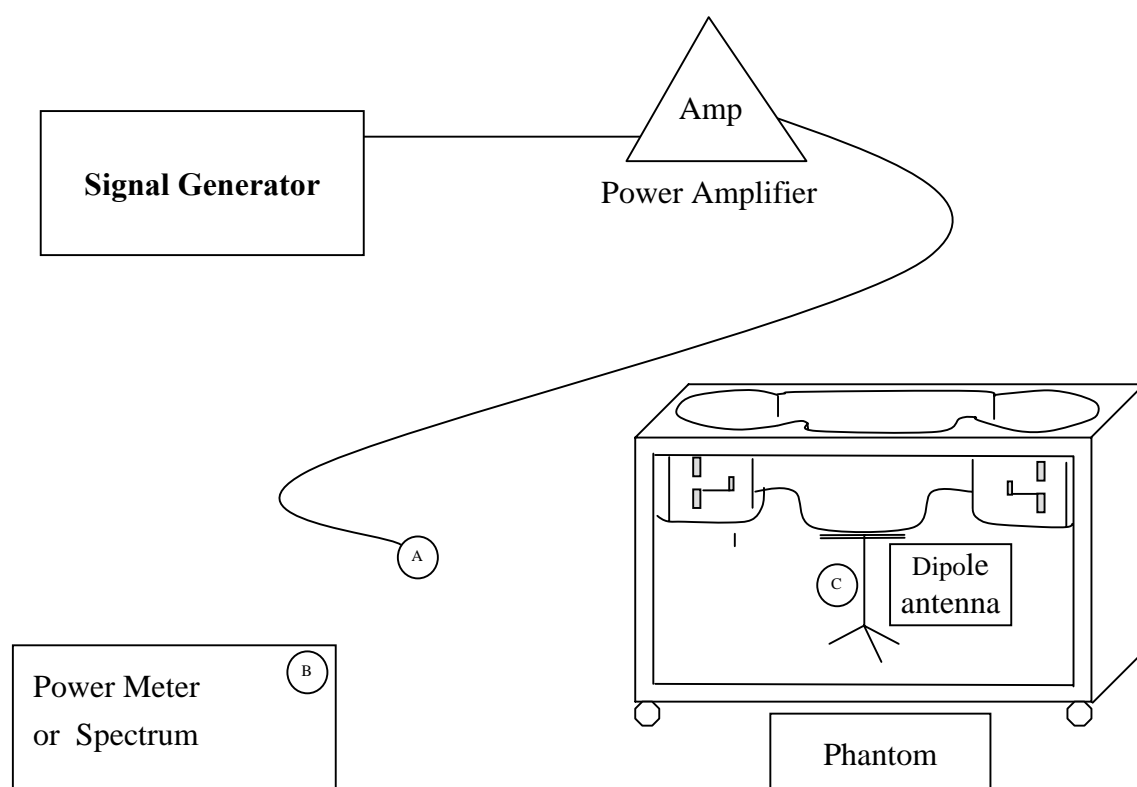 Amp
Signal Generator
Power Amplifier
A
C
Dipole
antenna
B
Power Meter
or Spectrum
Phantom